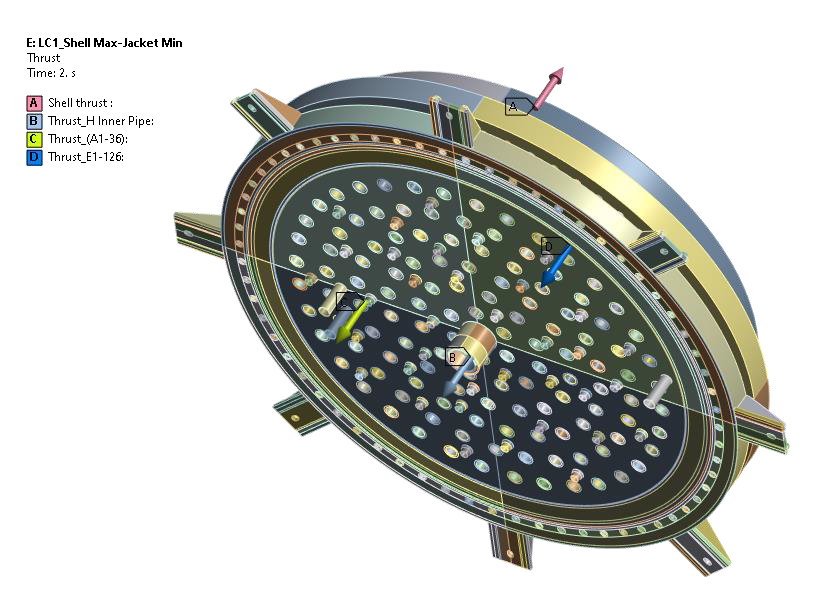 E: LC1_Shell Max-Jacket Min
Thrust
Time: 2. s
A Shell thrust :
B Thrust_H Inner Pipe:
C Thrust_(A1-36):
D Thrust_E1-126:
A
D
C
B